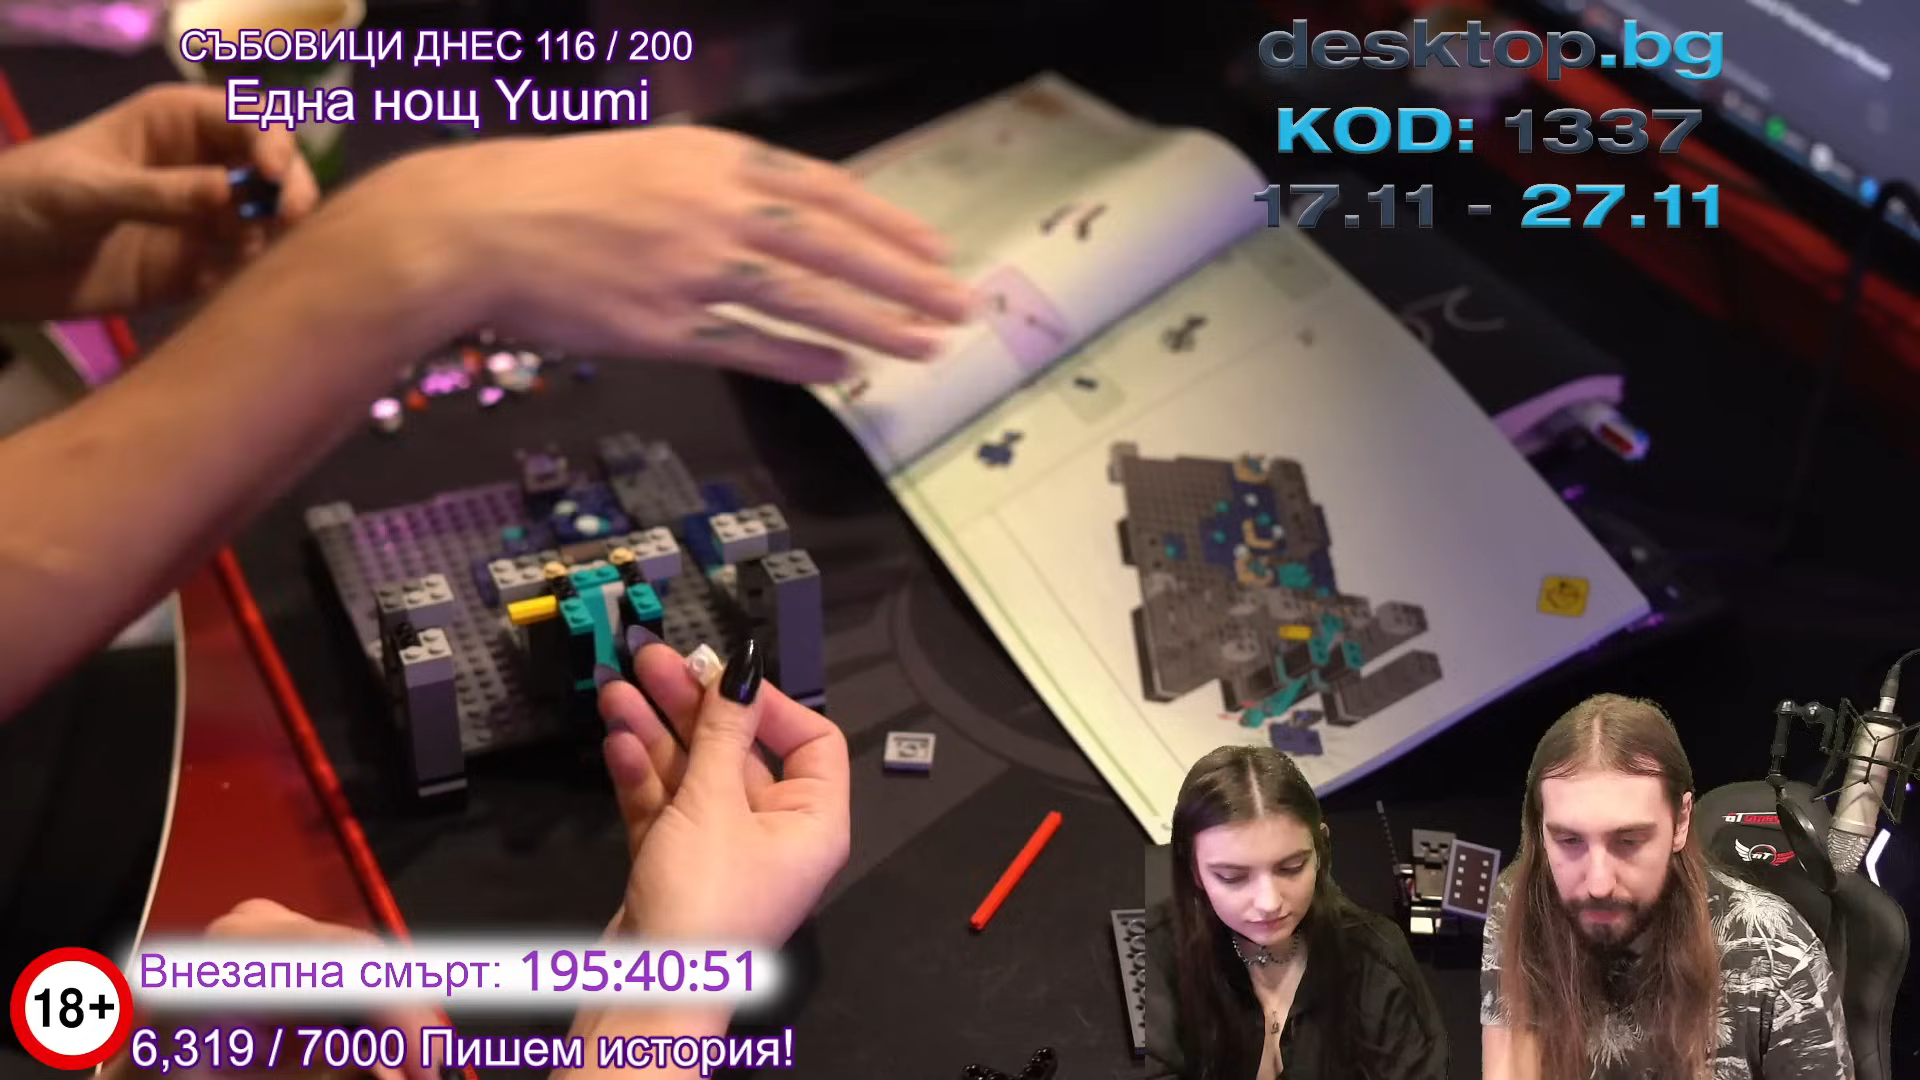 СЪБОВИЦИ ДНЕС 116 / 200
Една нощ Yuumi
desktop.bg
KOD: 1337
17.11 - 27.11
Внезапна смърт: 195:40:51
18+
6,319 / 7000 Пишем история!